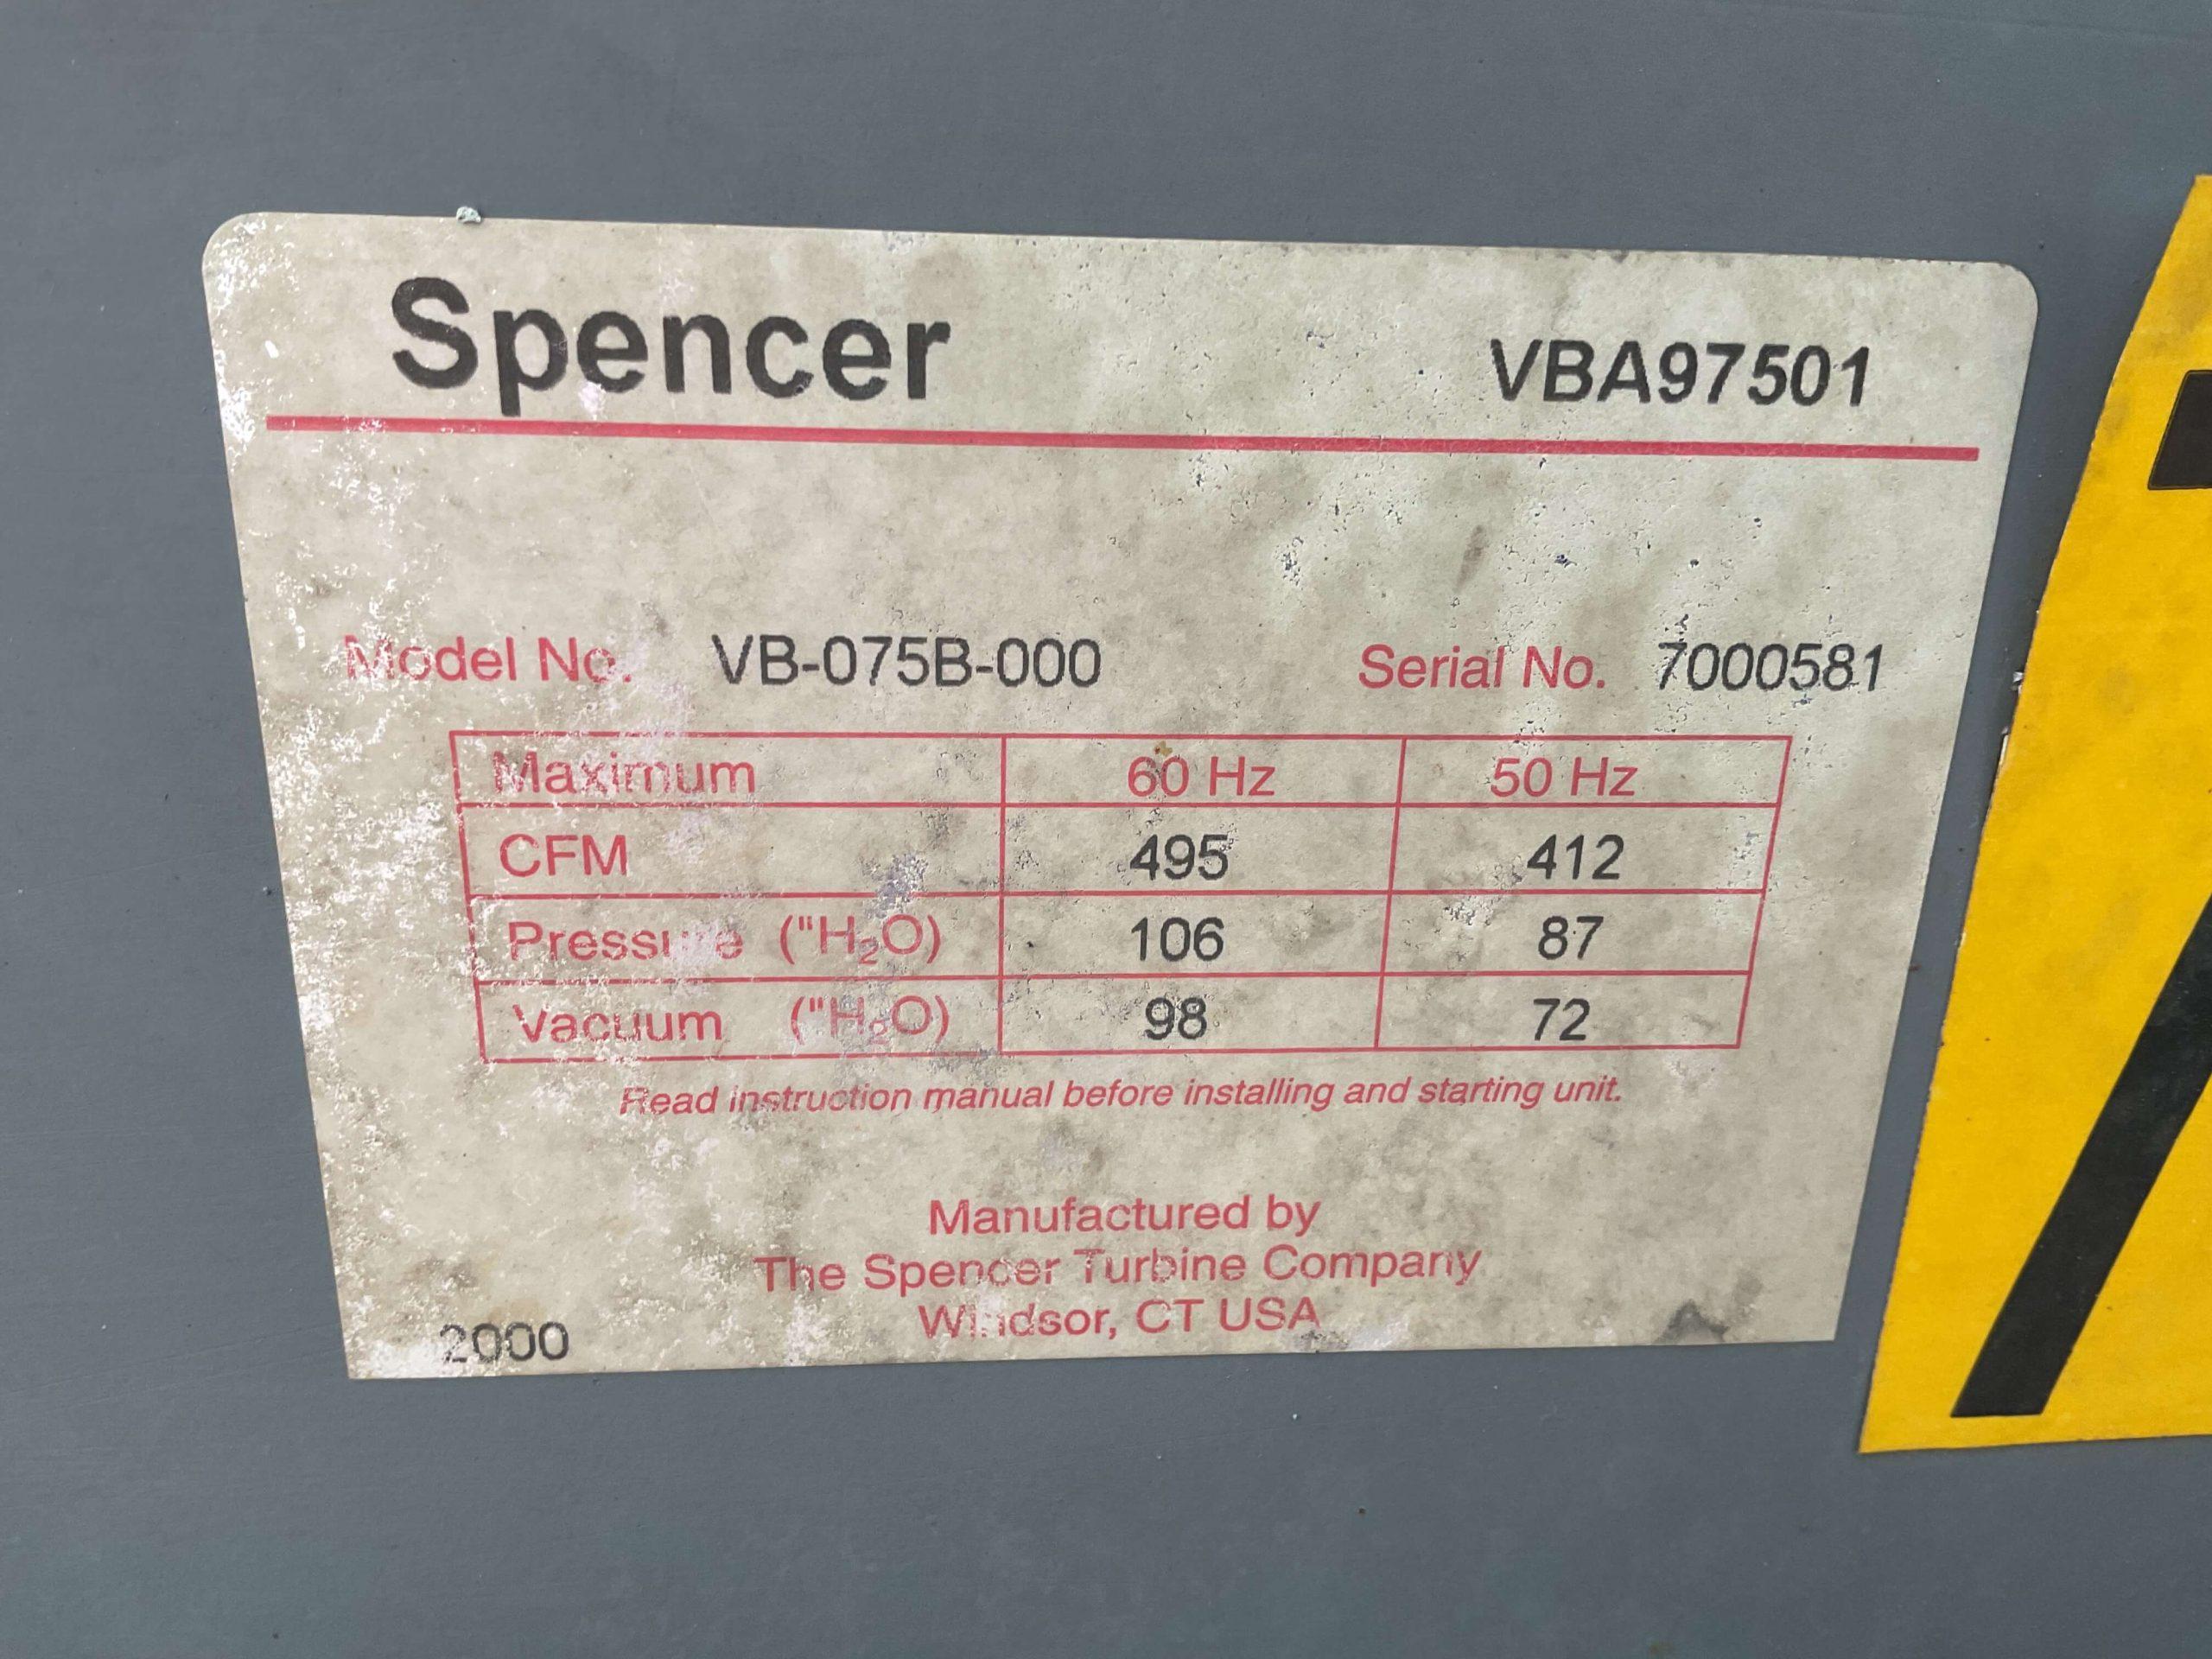 Spencer VBA97501
Model No. VB-075B-000 Serial No. 7000581
Maximum 60 Hz 50 Hz
CFM 495 412
Pressure ("H₂O) 106 87
Vacuum ("H₂O) 98 72
Read instruction manual before installing and starting unit.
Manufactured by
The Spencer Turbine Company
Windsor, CT USA
2000
7